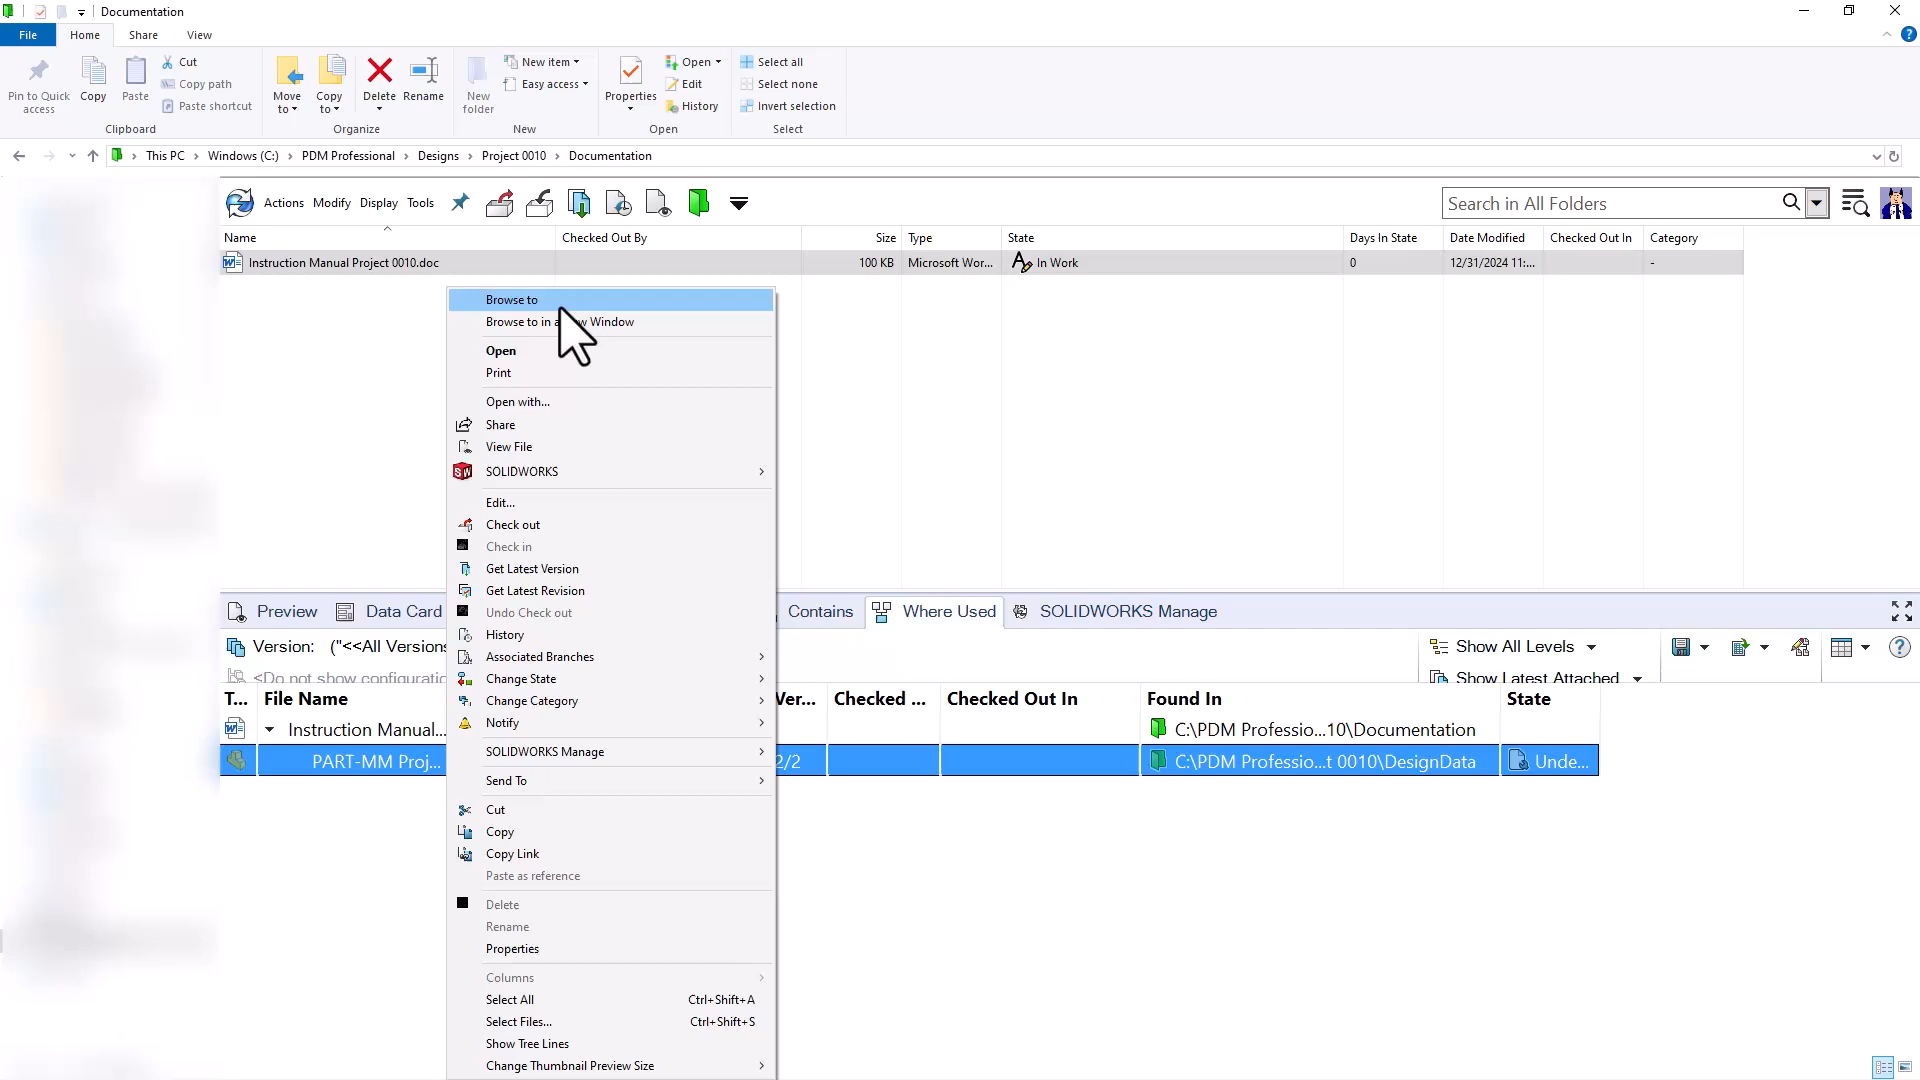 Documentation
File Home Share View
Pin to Quick access
Copy
Paste
Cut
Copy path
Paste shortcut
Clipboard
Move to
Copy to
Delete
Rename
Organize
New folder
New item
Easy access
New
Properties
Open
Edit
History
Open
Select all
Select none
Invert selection
Select
This PC > Windows (C:) > PDM Professional > Designs > Project 0010 > Documentation
Actions Modify Display Tools
Search in All Folders
Name Checked Out By Size Type State Days In State Date Modified Checked Out In Category
Instruction Manual Project 0010.doc 100 KB Microsoft Wor... In Work 0 12/31/2024 11:... -
Browse to
Browse to in a Window
Open
Print
Open with...
Share
View File
SOLIDWORKS
Edit...
Check out
Check in
Get Latest Version
Get Latest Revision
Undo Check out
History
Associated Branches
Change State
Change Category
Notify
SOLIDWORKS Manage
Send To
Cut
Copy
Copy Link
Paste as reference
Delete
Rename
Properties
Columns
Select All Ctrl+Shift+A
Select Files... Ctrl+Shift+S
Show Tree Lines
Change Thumbnail Preview Size
Preview Data Card Contains Where Used SOLIDWORKS Manage
Version: ("<<All Versions
Show All Levels
<Do not show configuratio
Show Latest Attached
T... File Name Ver... Checked ... Checked Out In Found In State
Instruction Manual... C:\PDM Professio...10\Documentation
PART-MM Proj... 2/2 C:\PDM Professio...t 0010\DesignData Unde...